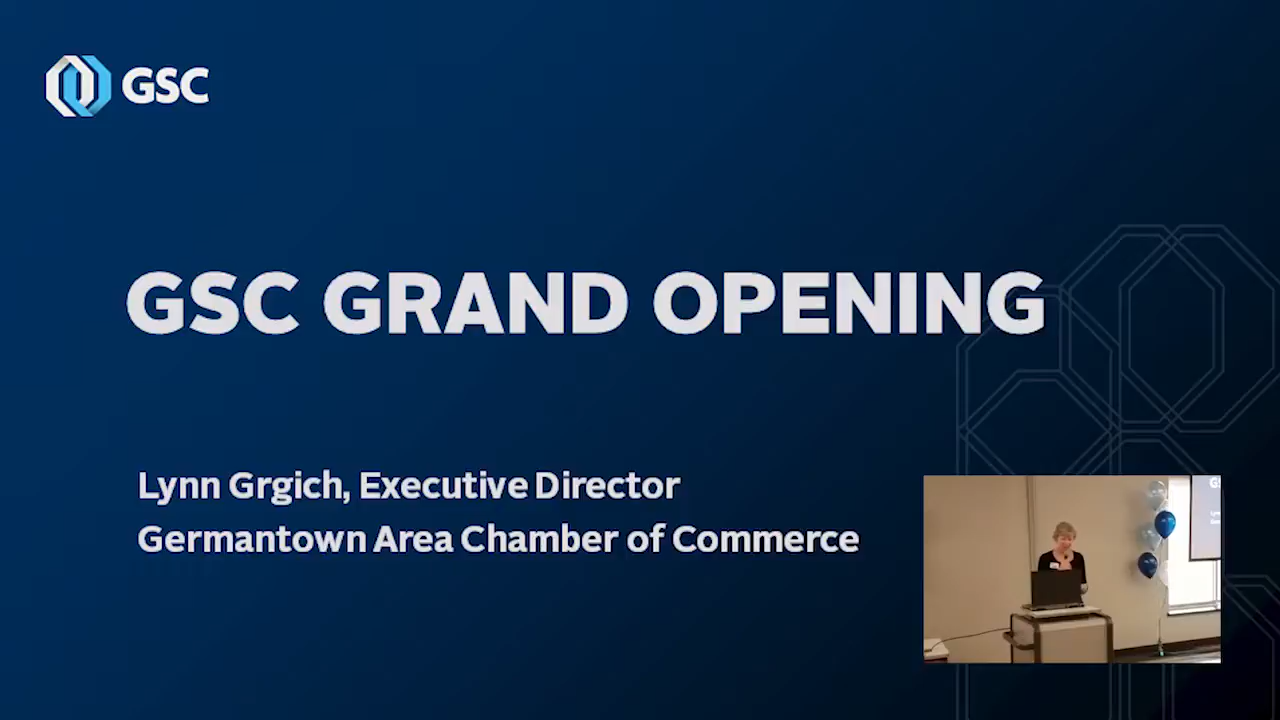 GSC
GSC GRAND OPENING
Lynn Grgich, Executive Director
Germantown Area Chamber of Commerce